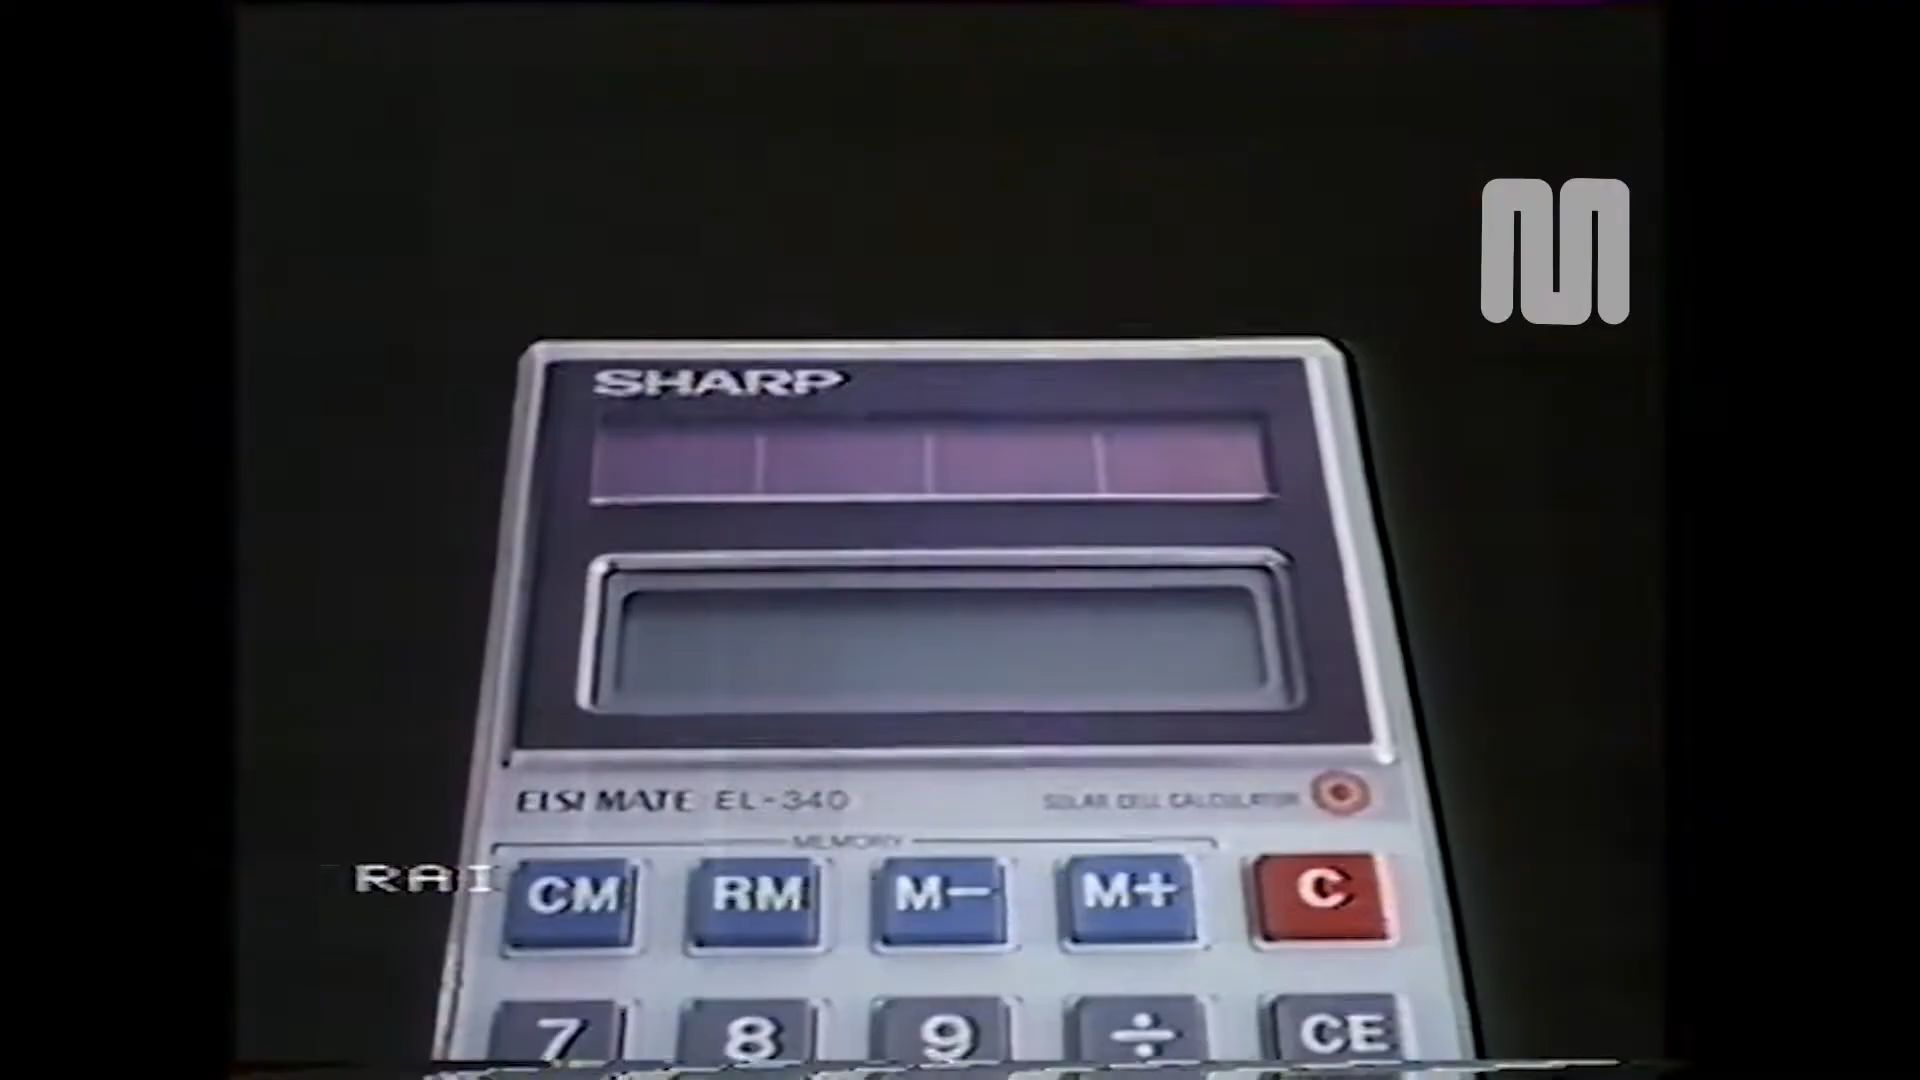 SHARP
ELSI MATE EL-340
SOLAR CELL CALCULATOR
MEMORY
RAI
CM RM M− M+ C
7 8 9 ÷ CE